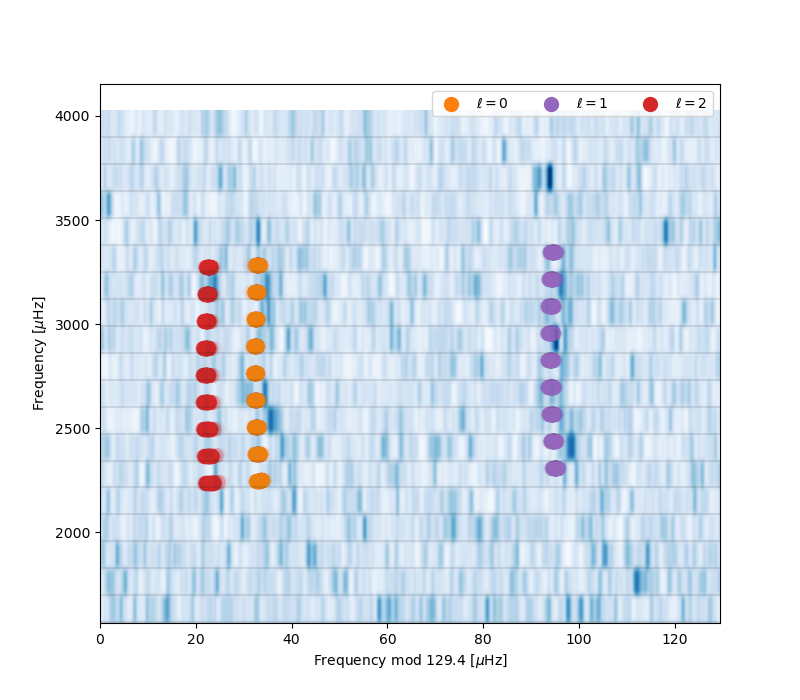 ℓ = 0 ℓ = 1 ℓ = 2
4000
3500
3000
2500
2000
Frequency [μHz]
0 20 40 60 80 100 120
Frequency mod 129.4 [μHz]